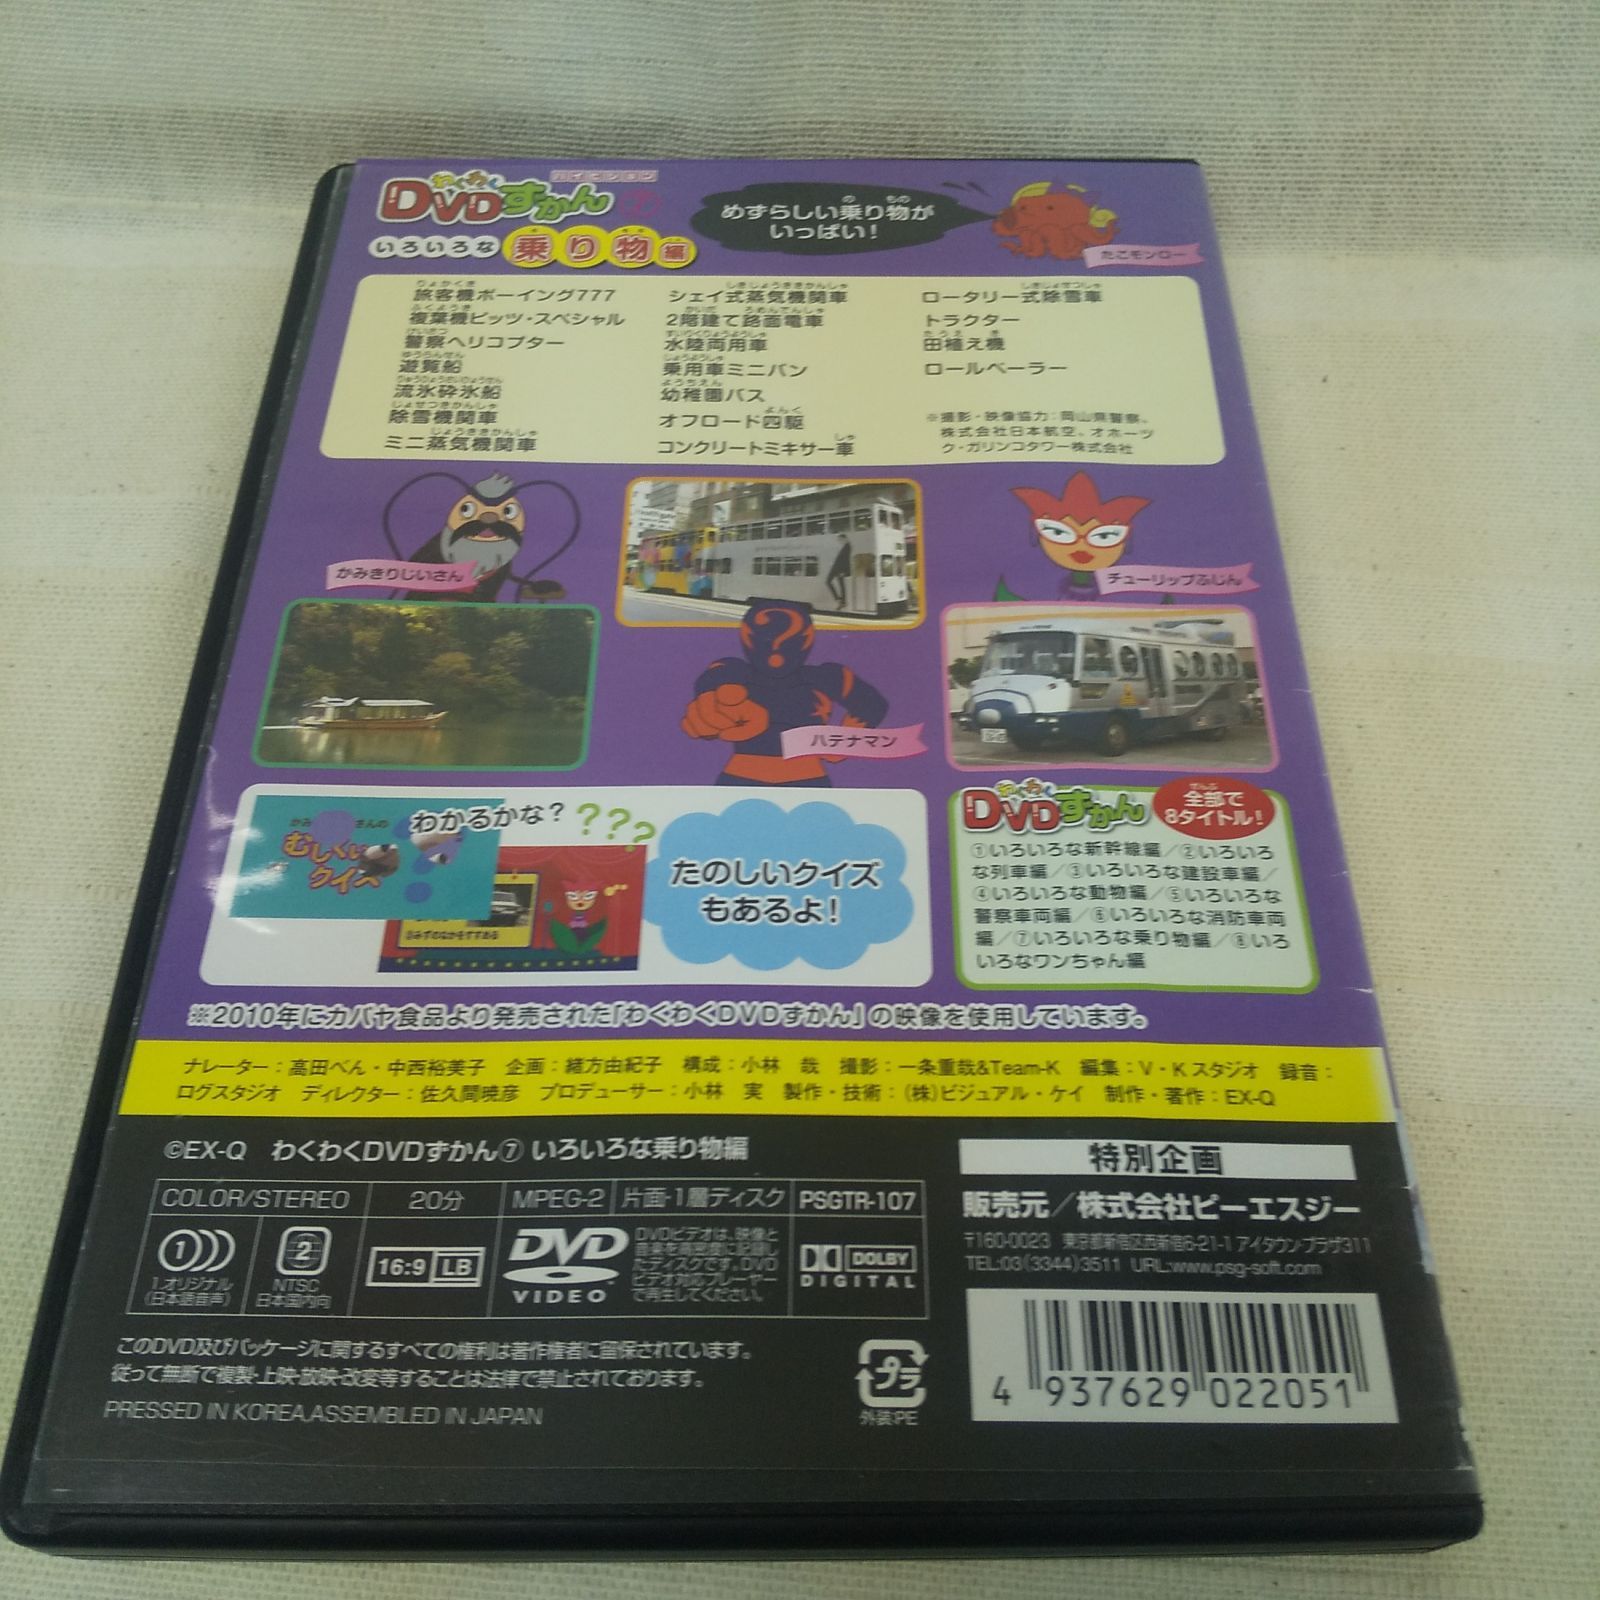 わくわく
ハイビジョン
DVDずかん 7
いろいろな 乗り物 編
めずらしい乗り物が
いっぱい!
たこモンロー
旅客機ボーイング777
複葉機ピッツ・スペシャル
警察ヘリコプター
遊覧船
流氷砕氷船
除雪機関車
ミニ蒸気機関車
シェイ式蒸気機関車
2階建て路面電車
水陸両用車
乗用車ミニバン
幼稚園バス
オフロード四駆
コンクリートミキサー車
ロータリー式除雪車
トラクター
田植え機
ロールベーラー
※撮影・映像協力:岡山県警察、
株式会社日本航空、オホーツ
ク・ガリンコタワー株式会社
かみきりじいさん
チューリップふじん
ハテナマン
わかるかな? ???
むしくい
クイズ
たのしいクイズ
もあるよ!
わくわく
DVDずかん
全部で
8タイトル!
①いろいろな新幹線編/②いろいろ
な列車編/③いろいろな建設車編/
④いろいろな動物編/⑤いろいろな
警察車両編/⑥いろいろな消防車両
編/⑦いろいろな乗り物編/⑧いろ
いろなワンちゃん編
※2010年にカバヤ食品より発売された「わくわくDVDずかん」の映像を使用しています。
ナレーター:高田べん・中西裕美子 企画:緒方由紀子 構成:小林 哉 撮影:一条重哉&Team-K 編集:V・Kスタジオ 録音:
ログスタジオ ディレクター:佐久間暁彦 プロデューサー:小林 実 製作・技術:(株)ビジュアル・ケイ 制作・著作:EX-Q
©EX-Q わくわくDVDずかん⑦ いろいろな乗り物編
COLOR/STEREO 20分 MPEG-2 片面・1層ディスク PSGTR-107
1
1.オリジナル
(日本語音声)
2
NTSC
日本国内向
16:9 LB
DVD
VIDEO
DVDビデオは、映像と
音楽を高密度に記録し
たディスクです。DVD
ビデオ対応プレーヤー
で再生してください。
DOLBY
DIGITAL
特別企画
販売元/株式会社ピーエスジー
〒160-0023 東京都新宿区西新宿6-21-1 アイタウン・プラザ311
TEL:03(3344)3511 URL:www.psg-soft.com
このDVD及びパッケージに関するすべての権利は著作権者に留保されています。
従って無断で複製・上映・放映・改変等することは法律で禁止されております。
PRESSED IN KOREA,ASSEMBLED IN JAPAN
プラ
外装:PE
4 937629 022051